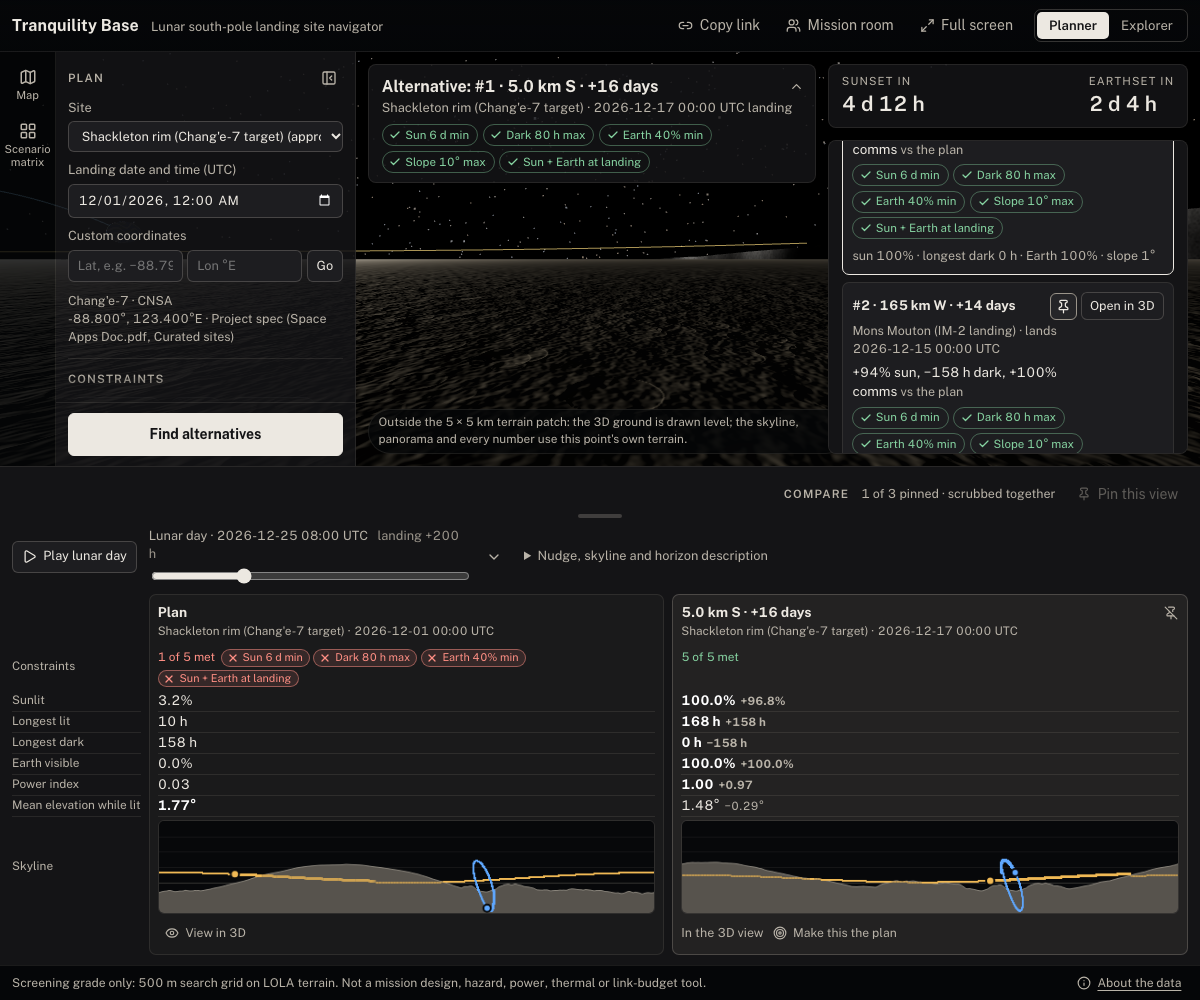 Tranquility Base Lunar south-pole landing site navigator
Copy link Mission room Full screen Planner Explorer
Map
Scenario
matrix
PLAN
Site
Shackleton rim (Chang'e-7 target) (appro
Landing date and time (UTC)
12/01/2026, 12:00 AM
Custom coordinates
Lat, e.g. −88.79 Lon °E Go
Chang'e-7 · CNSA
-88.800°, 123.400°E · Project spec (Space
Apps Doc.pdf, Curated sites)
CONSTRAINTS
Find alternatives
Alternative: #1 · 5.0 km S · +16 days
Shackleton rim (Chang'e-7 target) · 2026-12-17 00:00 UTC landing
Sun 6 d min Dark 80 h max Earth 40% min
Slope 10° max Sun + Earth at landing
Outside the 5 × 5 km terrain patch: the 3D ground is drawn level; the skyline,
panorama and every number use this point's own terrain.
SUNSET IN EARTHSET IN
4 d 12 h 2 d 4 h
comms vs the plan
Sun 6 d min Dark 80 h max
Earth 40% min Slope 10° max
Sun + Earth at landing
sun 100% · longest dark 0 h · Earth 100% · slope 1°
#2 · 165 km W · +14 days Open in 3D
Mons Mouton (IM-2 landing) · lands
2026-12-15 00:00 UTC
+94% sun, −158 h dark, +100%
comms vs the plan
Sun 6 d min Dark 80 h max
Earth 40% min Slope 10° max
COMPARE 1 of 3 pinned · scrubbed together Pin this view
Play lunar day
Lunar day · 2026-12-25 08:00 UTC landing +200
h
Nudge, skyline and horizon description
Plan
Shackleton rim (Chang'e-7 target) · 2026-12-01 00:00 UTC
5.0 km S · +16 days
Shackleton rim (Chang'e-7 target) · 2026-12-17 00:00 UTC
Constraints 1 of 5 met Sun 6 d min Dark 80 h max Earth 40% min
Sun + Earth at landing
5 of 5 met
Sunlit 3.2% 100.0% +96.8%
Longest lit 10 h 168 h +158 h
Longest dark 158 h 0 h −158 h
Earth visible 0.0% 100.0% +100.0%
Power index 0.03 1.00 +0.97
Mean elevation while lit 1.77° 1.48° −0.29°
Skyline
View in 3D In the 3D view Make this the plan
Screening grade only: 500 m search grid on LOLA terrain. Not a mission design, hazard, power, thermal or link-budget tool. About the data